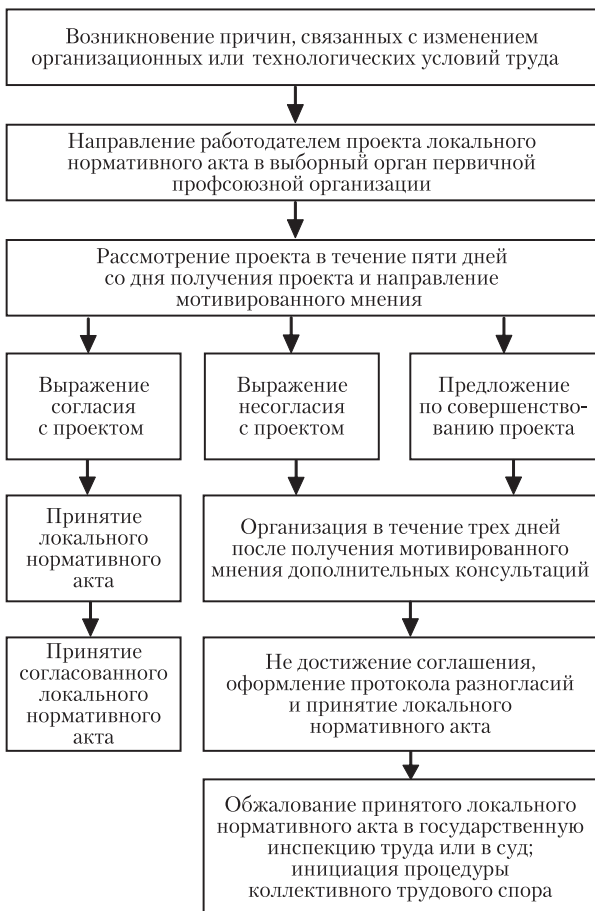 Возникновение причин, связанных с изменением
организационных или технологических условий труда
Направление работодателем проекта локального
нормативного акта в выборный орган первичной
профсоюзной организации
Рассмотрение проекта в течение пяти дней
со дня получения проекта и направление
мотивированного мнения
Выражение
согласия
с проектом
Выражение
несогласия
с проектом
Предложение
по совершенство-
ванию проекта
Принятие
локального
нормативного
акта
Организация в течение трех дней
после получения мотивированного
мнения дополнительных консультаций
Принятие
согласованного
локального
нормативного
акта
Не достижение соглашения,
оформление протокола разногласий
и принятие локального
нормативного акта
Обжалование принятого локального
нормативного акта в государственную
инспекцию труда или в суд;
инициация процедуры
коллективного трудового спора